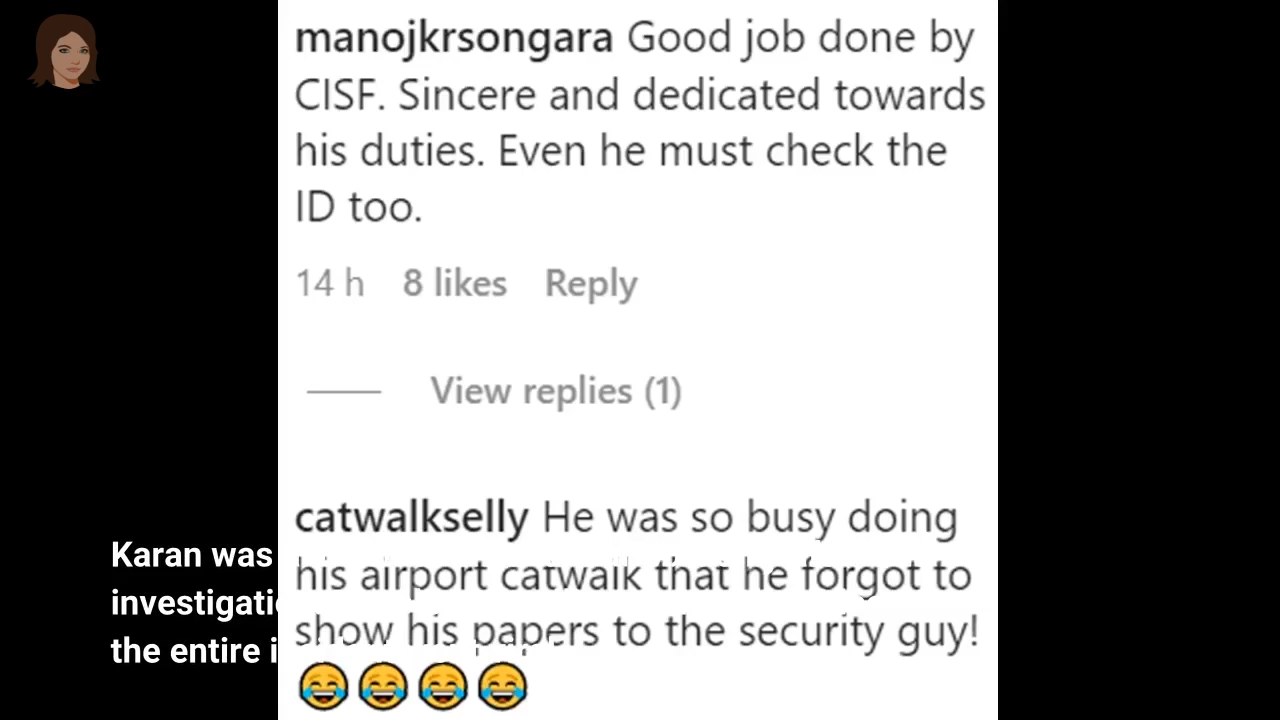 manojkrsongara Good job done by
CISF. Sincere and dedicated towards
his duties. Even he must check the
ID too.
14 h 8 likes Reply
View replies (1)
catwalkselly He was so busy doing
his airport catwalk that he forgot to
show his papers to the security guy!
😂😂😂😂
Karan was
the entire